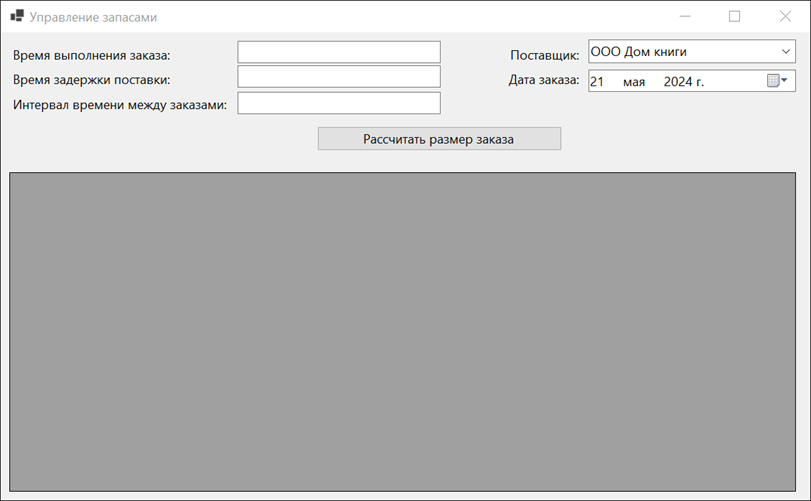 Управление запасами
Время выполнения заказа:
Время задержки поставки:
Интервал времени между заказами:
Поставщик: ООО Дом книги
Дата заказа: 21 мая 2024 г.
Рассчитать размер заказа